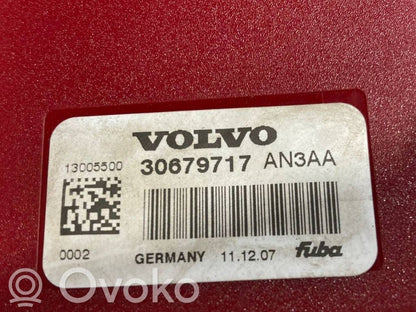 VOLVO
13005500
30679717 AN3AA
0002
GERMANY 11.12.07 fuba
Ovoko